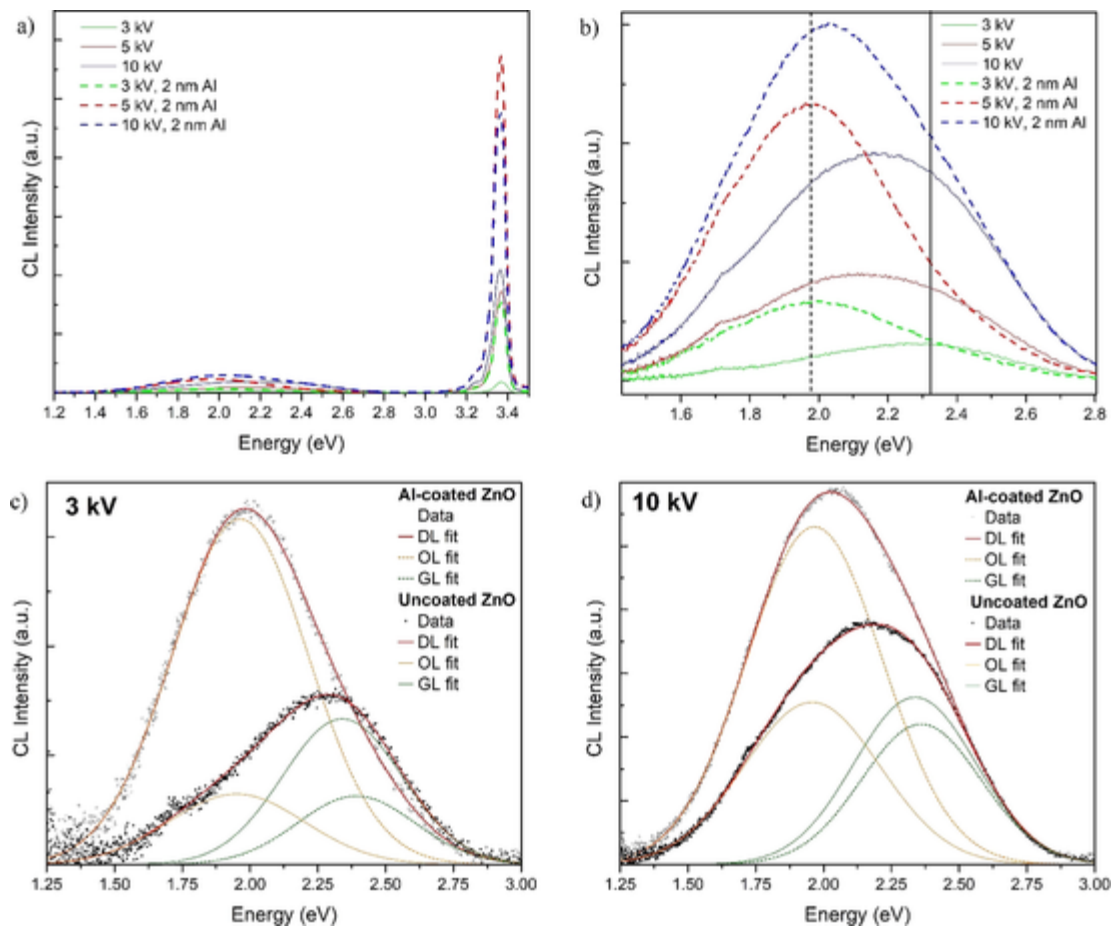 a)
3 kV
5 kV
10 kV
3 kV, 2 nm Al
5 kV, 2 nm Al
10 kV, 2 nm Al
CL Intensity (a.u.)
1.2 1.4 1.6 1.8 2.0 2.2 2.4 2.6 2.8 3.0 3.2 3.4
Energy (eV)
b)
3 kV
5 kV
10 kV
3 kV, 2 nm Al
5 kV, 2 nm Al
10 kV, 2 nm Al
CL Intensity (a.u.)
1.6 1.8 2.0 2.2 2.4 2.6 2.8
Energy (eV)
c)
3 kV
Al-coated ZnO
Data
DL fit
OL fit
GL fit
Uncoated ZnO
Data
DL fit
OL fit
GL fit
CL Intensity (a.u.)
1.25 1.50 1.75 2.00 2.25 2.50 2.75 3.00
Energy (eV)
d)
10 kV
Al-coated ZnO
Data
DL fit
OL fit
GL fit
Uncoated ZnO
Data
DL fit
OL fit
GL fit
CL Intensity (a.u.)
1.25 1.50 1.75 2.00 2.25 2.50 2.75 3.00
Energy (eV)